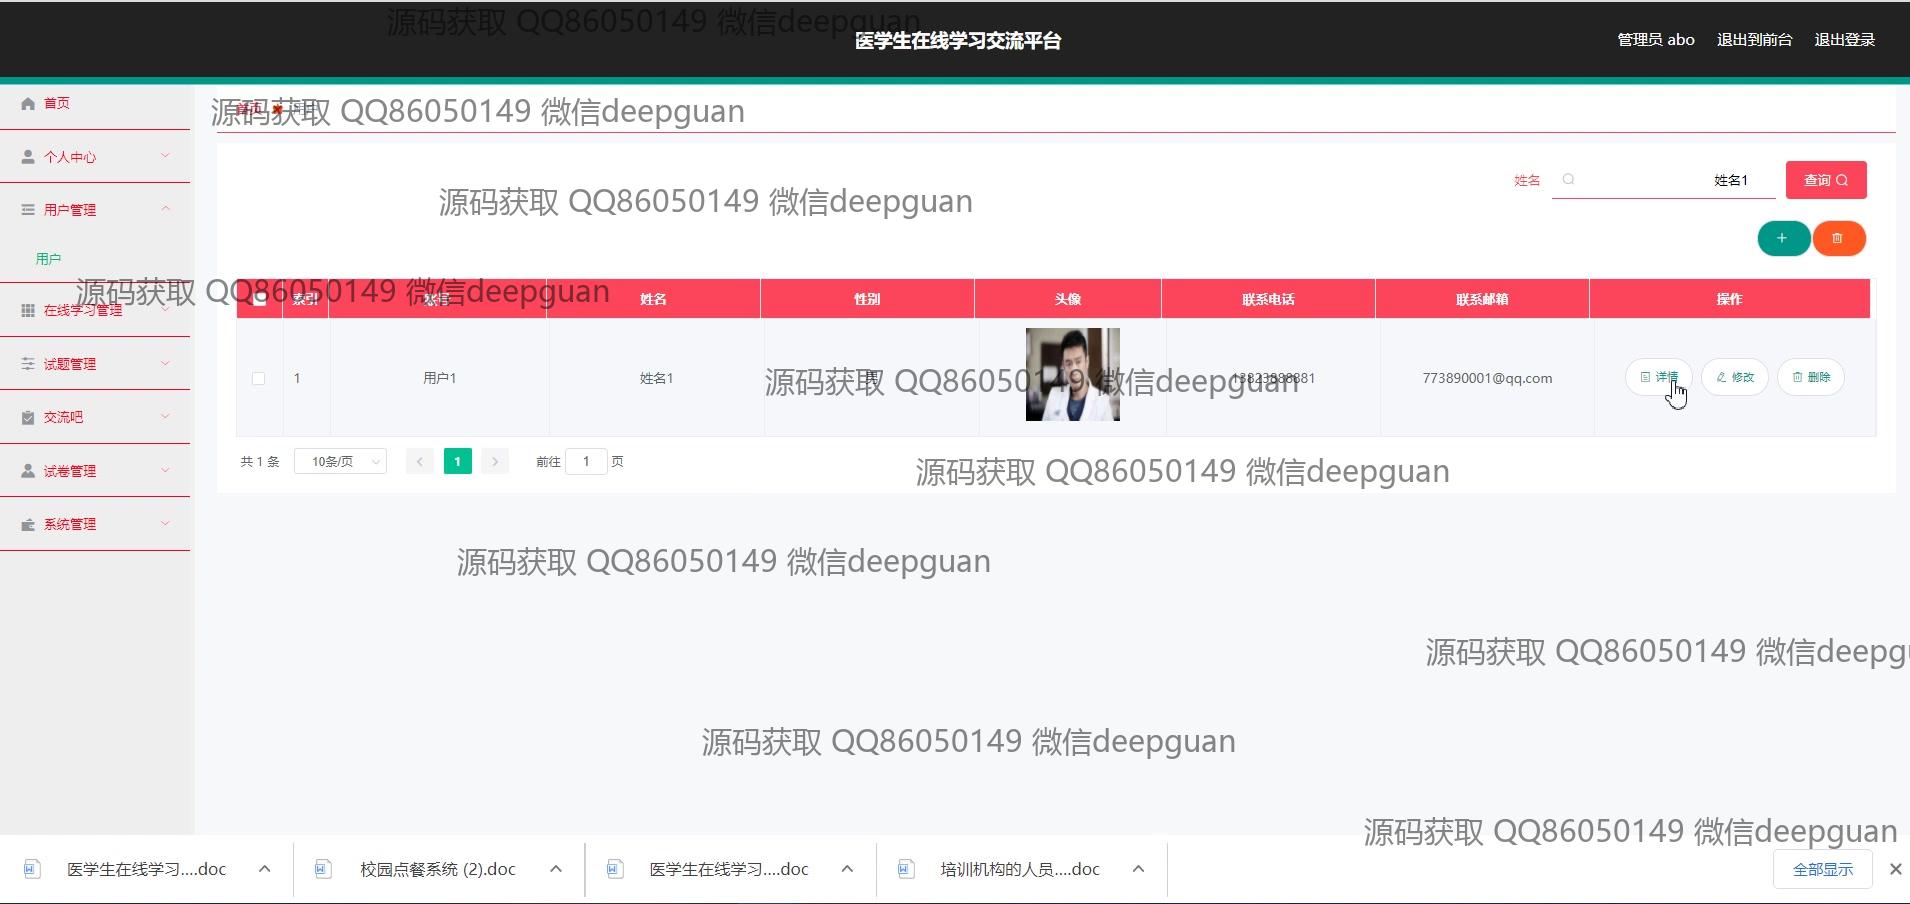 源码获取 QQ86050149 微信deepguan
医学生在线学习交流平台
管理员 abo 退出到前台 退出登录
首页
源码获取 QQ86050149 微信deepguan
个人中心
姓名 姓名1 查询
源码获取 QQ86050149 微信deepguan
用户管理
用户
源码获取 QQ86050149 微信deepguan
索引 账号 姓名 性别 头像 联系电话 联系邮箱 操作
在线学习管理
试题管理
1 用户1 姓名1 男 13823888881 773890001@qq.com 详情 修改 删除
源码获取 QQ86050149 微信deepguan
交流吧
共 1 条 10条/页 1 前往 1 页
试卷管理
源码获取 QQ86050149 微信deepguan
系统管理
源码获取 QQ86050149 微信deepguan
源码获取 QQ86050149 微信deepgu
源码获取 QQ86050149 微信deepguan
源码获取 QQ86050149 微信deepguan
医学生在线学习....doc 校园点餐系统 (2).doc 医学生在线学习....doc 培训机构的人员....doc 全部显示